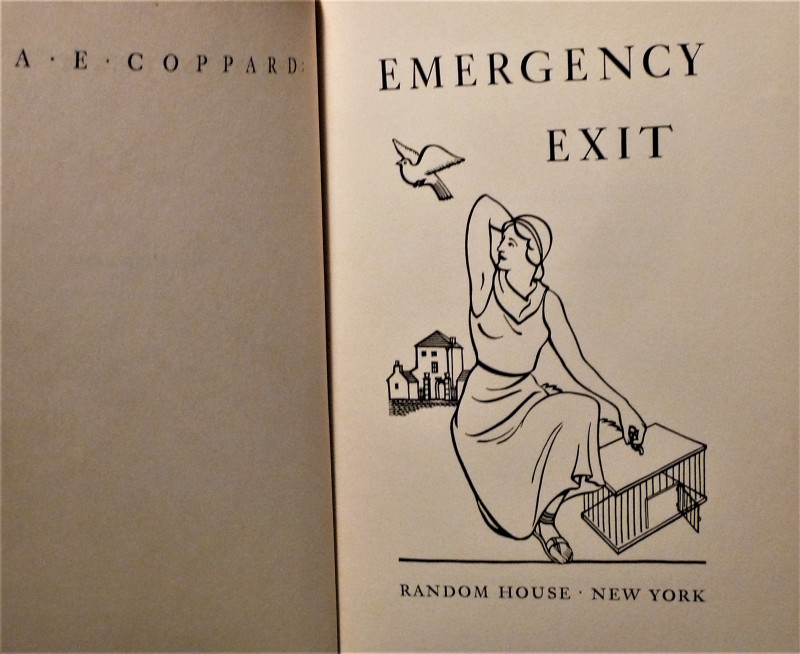 A · E · COPPARD:
EMERGENCY
EXIT
RANDOM HOUSE · NEW YORK